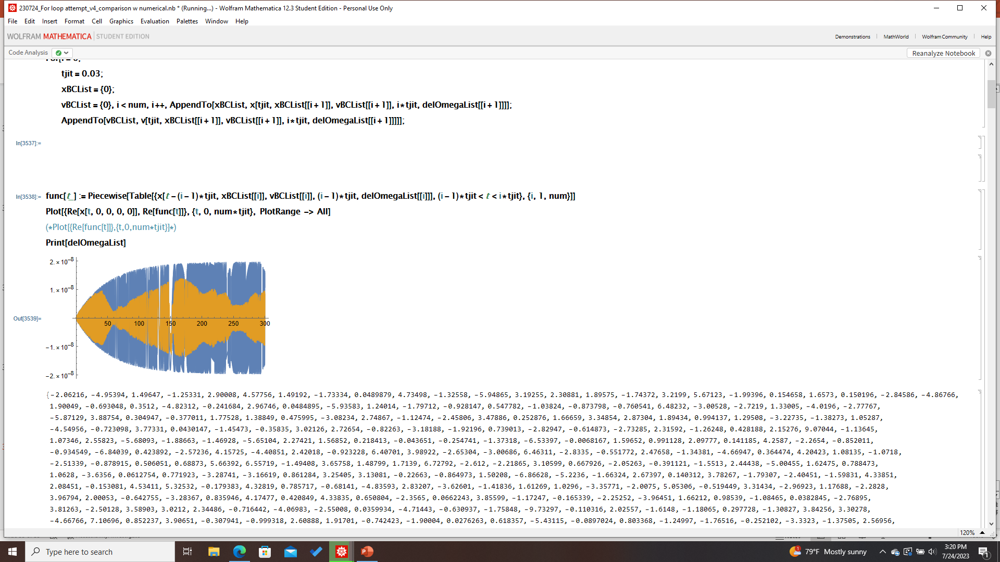 230724_For loop attempt_v4_comparison w numerical.nb * (Running...) - Wolfram Mathematica 12.3 Student Edition - Personal Use Only
File Edit Insert Format Cell Graphics Evaluation Palettes Window Help
WOLFRAM MATHEMATICA STUDENT EDITION
Demonstrations MathWorld Wolfram Community Help
Code Analysis
Reanalyze Notebook
For[i = 0;
tjit = 0.03;
xBCList = {0};
vBCList = {0}, i < num, i++, AppendTo[xBCList, x[tjit, xBCList[[i + 1]], vBCList[[i + 1]], i*tjit, delOmegaList[[i + 1]]]];
AppendTo[vBCList, v[tjit, xBCList[[i + 1]], vBCList[[i + 1]], i*tjit, delOmegaList[[i + 1]]]]];
In[3537]:=
In[3538]:= func[t_] := Piecewise[Table[{x[t - (i - 1)*tjit, xBCList[[i]], vBCList[[i]], (i - 1)*tjit, delOmegaList[[i]]], (i - 1)*tjit < t < i*tjit}, {i, 1, num}]]
Plot[{Re[x[t, 0, 0, 0, 0]], Re[func[t]]}, {t, 0, num*tjit}, PlotRange -> All]
(*Plot[{Re[func[t]]},{t,0,num*tjit}]*)
Print[delOmegaList]
2.×10⁻⁸
1.×10⁻⁸
Out[3539]=
50 100 150 200 250 300
-1.×10⁻⁸
-2.×10⁻⁸
{-2.06216, -4.95394, 1.49647, -1.25331, 2.90008, 4.57756, 1.49192, -1.73334, 0.0489879, 4.73498, -1.32558, -5.94865, 3.19255, 2.30881, 1.89575, -1.74372, 3.2199, 5.67123, -1.99396, 0.154658, 1.6573, 0.150196, -2.84586, -4.86766,
1.90049, -0.693048, 0.3512, -4.82312, -0.241684, 2.96746, 0.0484895, -5.93583, 1.24014, -1.79712, -0.928147, 0.547782, -1.03824, -0.873798, -0.760541, 6.48232, -3.00528, -2.7219, 1.33005, -4.0196, -2.77767,
-5.87129, 3.88754, 0.304947, -0.377011, 1.77528, 1.38849, 0.475995, -3.08234, 2.74867, -1.12474, -2.45806, 3.47886, 0.252876, 1.66659, 3.34854, 2.87304, 1.89434, 0.994137, 1.29508, -3.22735, -1.38273, 1.05287,
-4.54956, -0.723098, 3.77331, 0.0430147, -1.45473, -0.35835, 3.02126, 2.72654, -0.82263, -3.18188, -1.92196, 0.739013, -2.82947, -0.614873, -2.73285, 2.31592, -1.26248, 0.428188, 2.15276, 9.07044, -1.13645,
1.07346, 2.55823, -5.68093, -1.88663, -1.46928, -5.65104, 2.27421, 1.56852, 0.218413, -0.043651, -0.254741, -1.37318, -6.53397, -0.0068167, 1.59652, 0.991128, 2.09777, 0.141185, 4.2587, -2.2654, -0.852011,
-0.934549, -6.84039, 0.423892, -2.57236, 4.15725, -4.40851, 2.42018, -0.923228, 6.40701, 3.98922, -2.65304, -3.00686, 6.46311, -2.8335, -0.551772, 2.47658, -1.34381, -4.66947, 0.364474, 4.20423, 1.08135, -1.0718,
-2.51339, -0.878915, 0.506051, 0.68873, 5.66392, 6.55719, -1.49408, 3.65758, 1.48799, 1.7139, 6.72792, -2.612, -2.21865, 3.10599, 0.667926, -2.05263, -0.391121, -1.5513, 2.44438, -5.00455, 1.62475, 0.788473,
1.0628, -3.6356, 0.0612754, 0.771923, -3.28741, -3.16619, 0.861284, 3.25405, 3.13081, -0.22663, -0.864973, 1.50208, -6.86628, -5.2236, -1.66324, 2.67397, 0.140312, 3.78267, -1.79307, -2.40451, -1.59831, 4.33851,
2.08451, -0.153081, 4.53411, 5.32532, -0.179383, 4.32819, 0.785717, -0.68141, -4.83593, 2.83207, -3.62601, -1.41836, 1.61269, 1.0296, -3.35771, -2.0075, 5.05306, -0.519449, 3.31434, -2.96923, 1.17688, -2.2828,
3.96794, 2.00053, -0.642755, -3.28367, 0.835946, 4.17477, 0.420849, 4.33835, 0.650804, -2.3565, 0.0662243, 3.85599, -1.17247, -0.165339, -2.25252, -3.96451, 1.66212, 0.98539, -1.08465, 0.0382845, -2.76895,
3.81263, -2.50128, 3.58903, 3.0212, 2.34486, -0.716442, -4.06983, -2.55008, 0.0359934, -4.71443, -0.630937, -1.75848, -9.73297, -0.110316, 2.02557, -1.6148, -1.18065, 0.297728, -1.30827, 3.84256, 3.30278,
-4.66766, 7.10696, 0.852237, 3.90651, -0.307941, -0.999318, 2.60888, 1.91701, -0.742423, -1.90004, 0.0276263, 0.618357, -5.43115, -0.0897024, 0.803368, -1.24997, -1.76516, -0.252102, -3.3323, -1.37505, 2.56956,
120%
Type here to search
79°F Mostly sunny
3:20 PM
7/24/2023